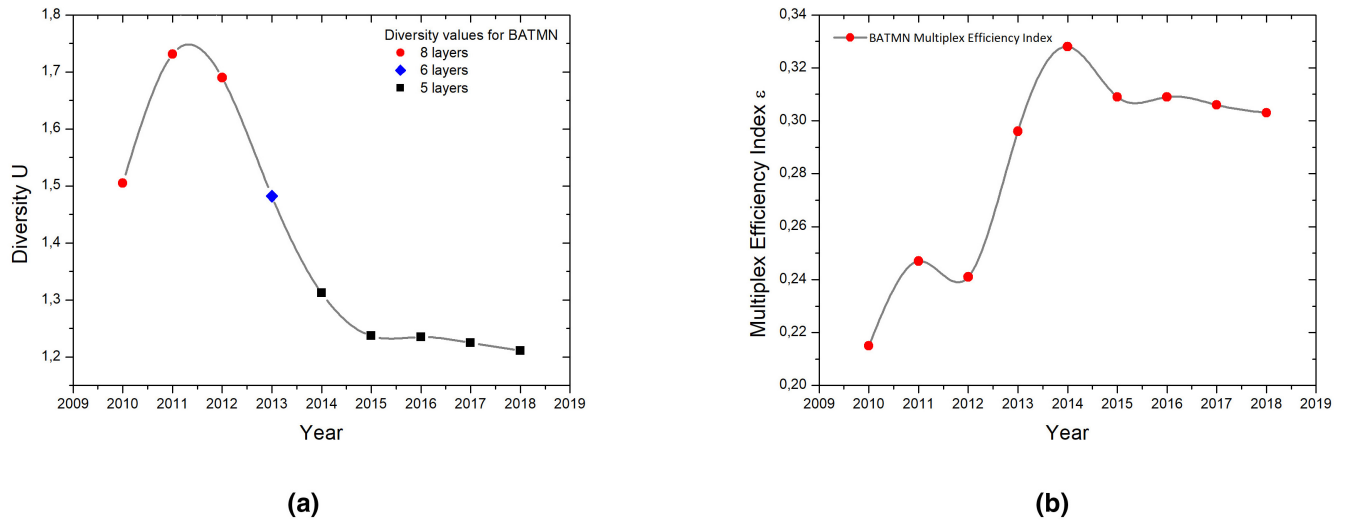 Diversity values for BATMN
8 layers
6 layers
5 layers
1,8
1,7
1,6
1,5
1,4
1,3
1,2
Diversity U
2009 2010 2011 2012 2013 2014 2015 2016 2017 2018 2019
Year
(a)
BATMN Multiplex Efficiency Index
0,34
0,32
0,30
0,28
0,26
0,24
0,22
0,20
Multiplex Efficiency Index ε
2009 2010 2011 2012 2013 2014 2015 2016 2017 2018 2019
Year
(b)